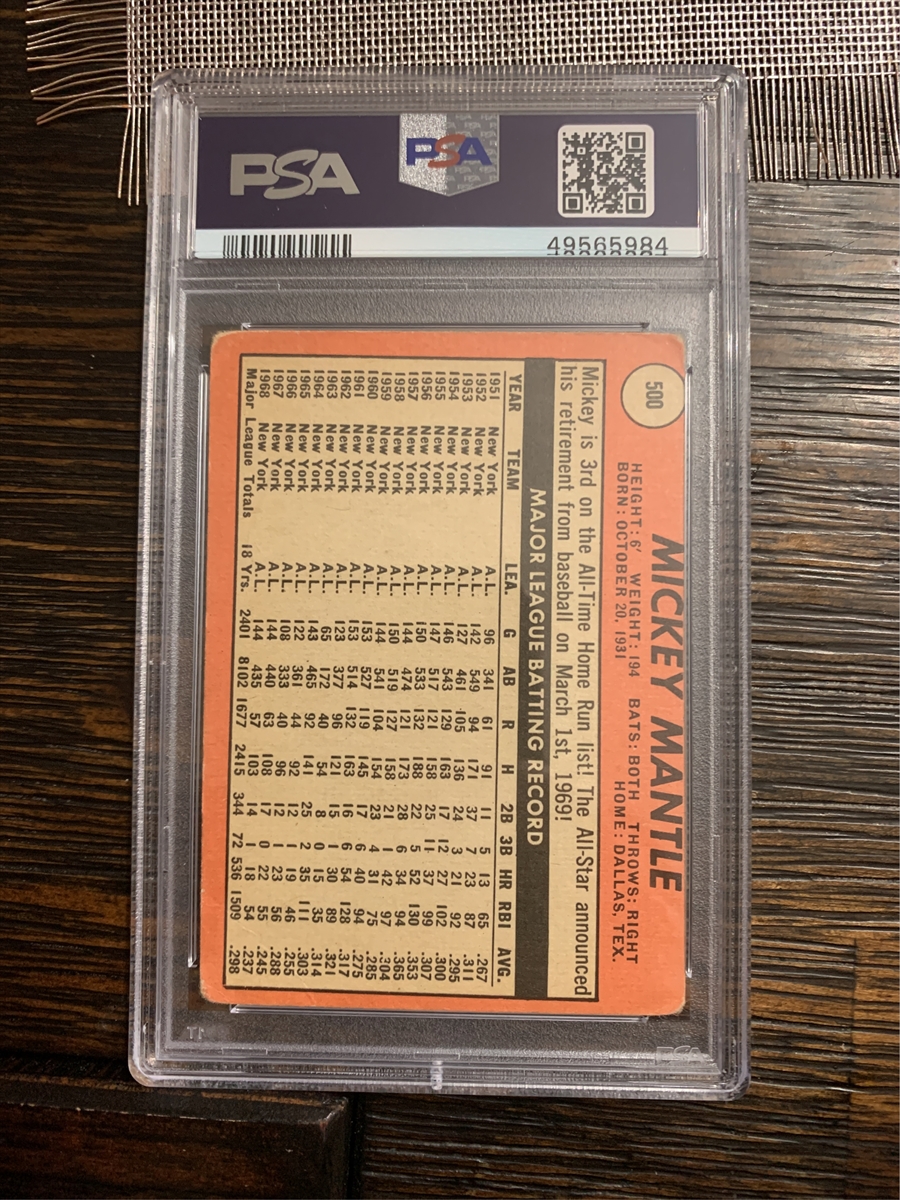 PSA
PSA
49565984
500
MICKEY MANTLE
HEIGHT: 6' WEIGHT: 194 BATS: BOTH THROWS: RIGHT
BORN: OCTOBER 20, 1931 HOME: DALLAS, TEX.
Mickey is 3rd on the All-Time Home Run list! The All-Star announced
his retirement from baseball on March 1st, 1969!
MAJOR LEAGUE BATTING RECORD
YEAR TEAM LEA. G AB R H 2B 3B HR RBI AVG.
1951 New York A.L. 96 341 61 91 11 5 13 65 .267
1952 New York A.L. 142 549 94 171 37 7 23 87 .311
1953 New York A.L. 127 461 105 136 24 3 21 92 .295
1954 New York A.L. 146 543 129 163 17 12 27 102 .300
1955 New York A.L. 147 517 121 158 25 11 37 99 .307
1956 New York A.L. 150 533 132 188 22 5 52 130 .353
1957 New York A.L. 144 474 121 173 28 6 34 94 .365
1958 New York A.L. 150 519 127 158 21 1 42 97 .304
1959 New York A.L. 144 541 104 154 23 4 31 75 .285
1960 New York A.L. 153 527 119 145 17 6 40 94 .275
1961 New York A.L. 153 514 132 163 16 6 54 128 .317
1962 New York A.L. 123 377 96 121 15 1 30 89 .321
1963 New York A.L. 65 172 40 54 8 0 15 35 .314
1964 New York A.L. 143 465 92 141 25 2 35 111 .303
1965 New York A.L. 122 361 44 92 12 1 19 46 .255
1966 New York A.L. 108 333 40 96 12 1 23 56 .288
1967 New York A.L. 144 440 63 108 17 0 22 55 .245
1968 New York A.L. 144 435 57 103 14 1 18 54 .237
Major League Totals 18 Yrs. 2401 8102 1677 2415 344 72 536 1509 .298
PSA